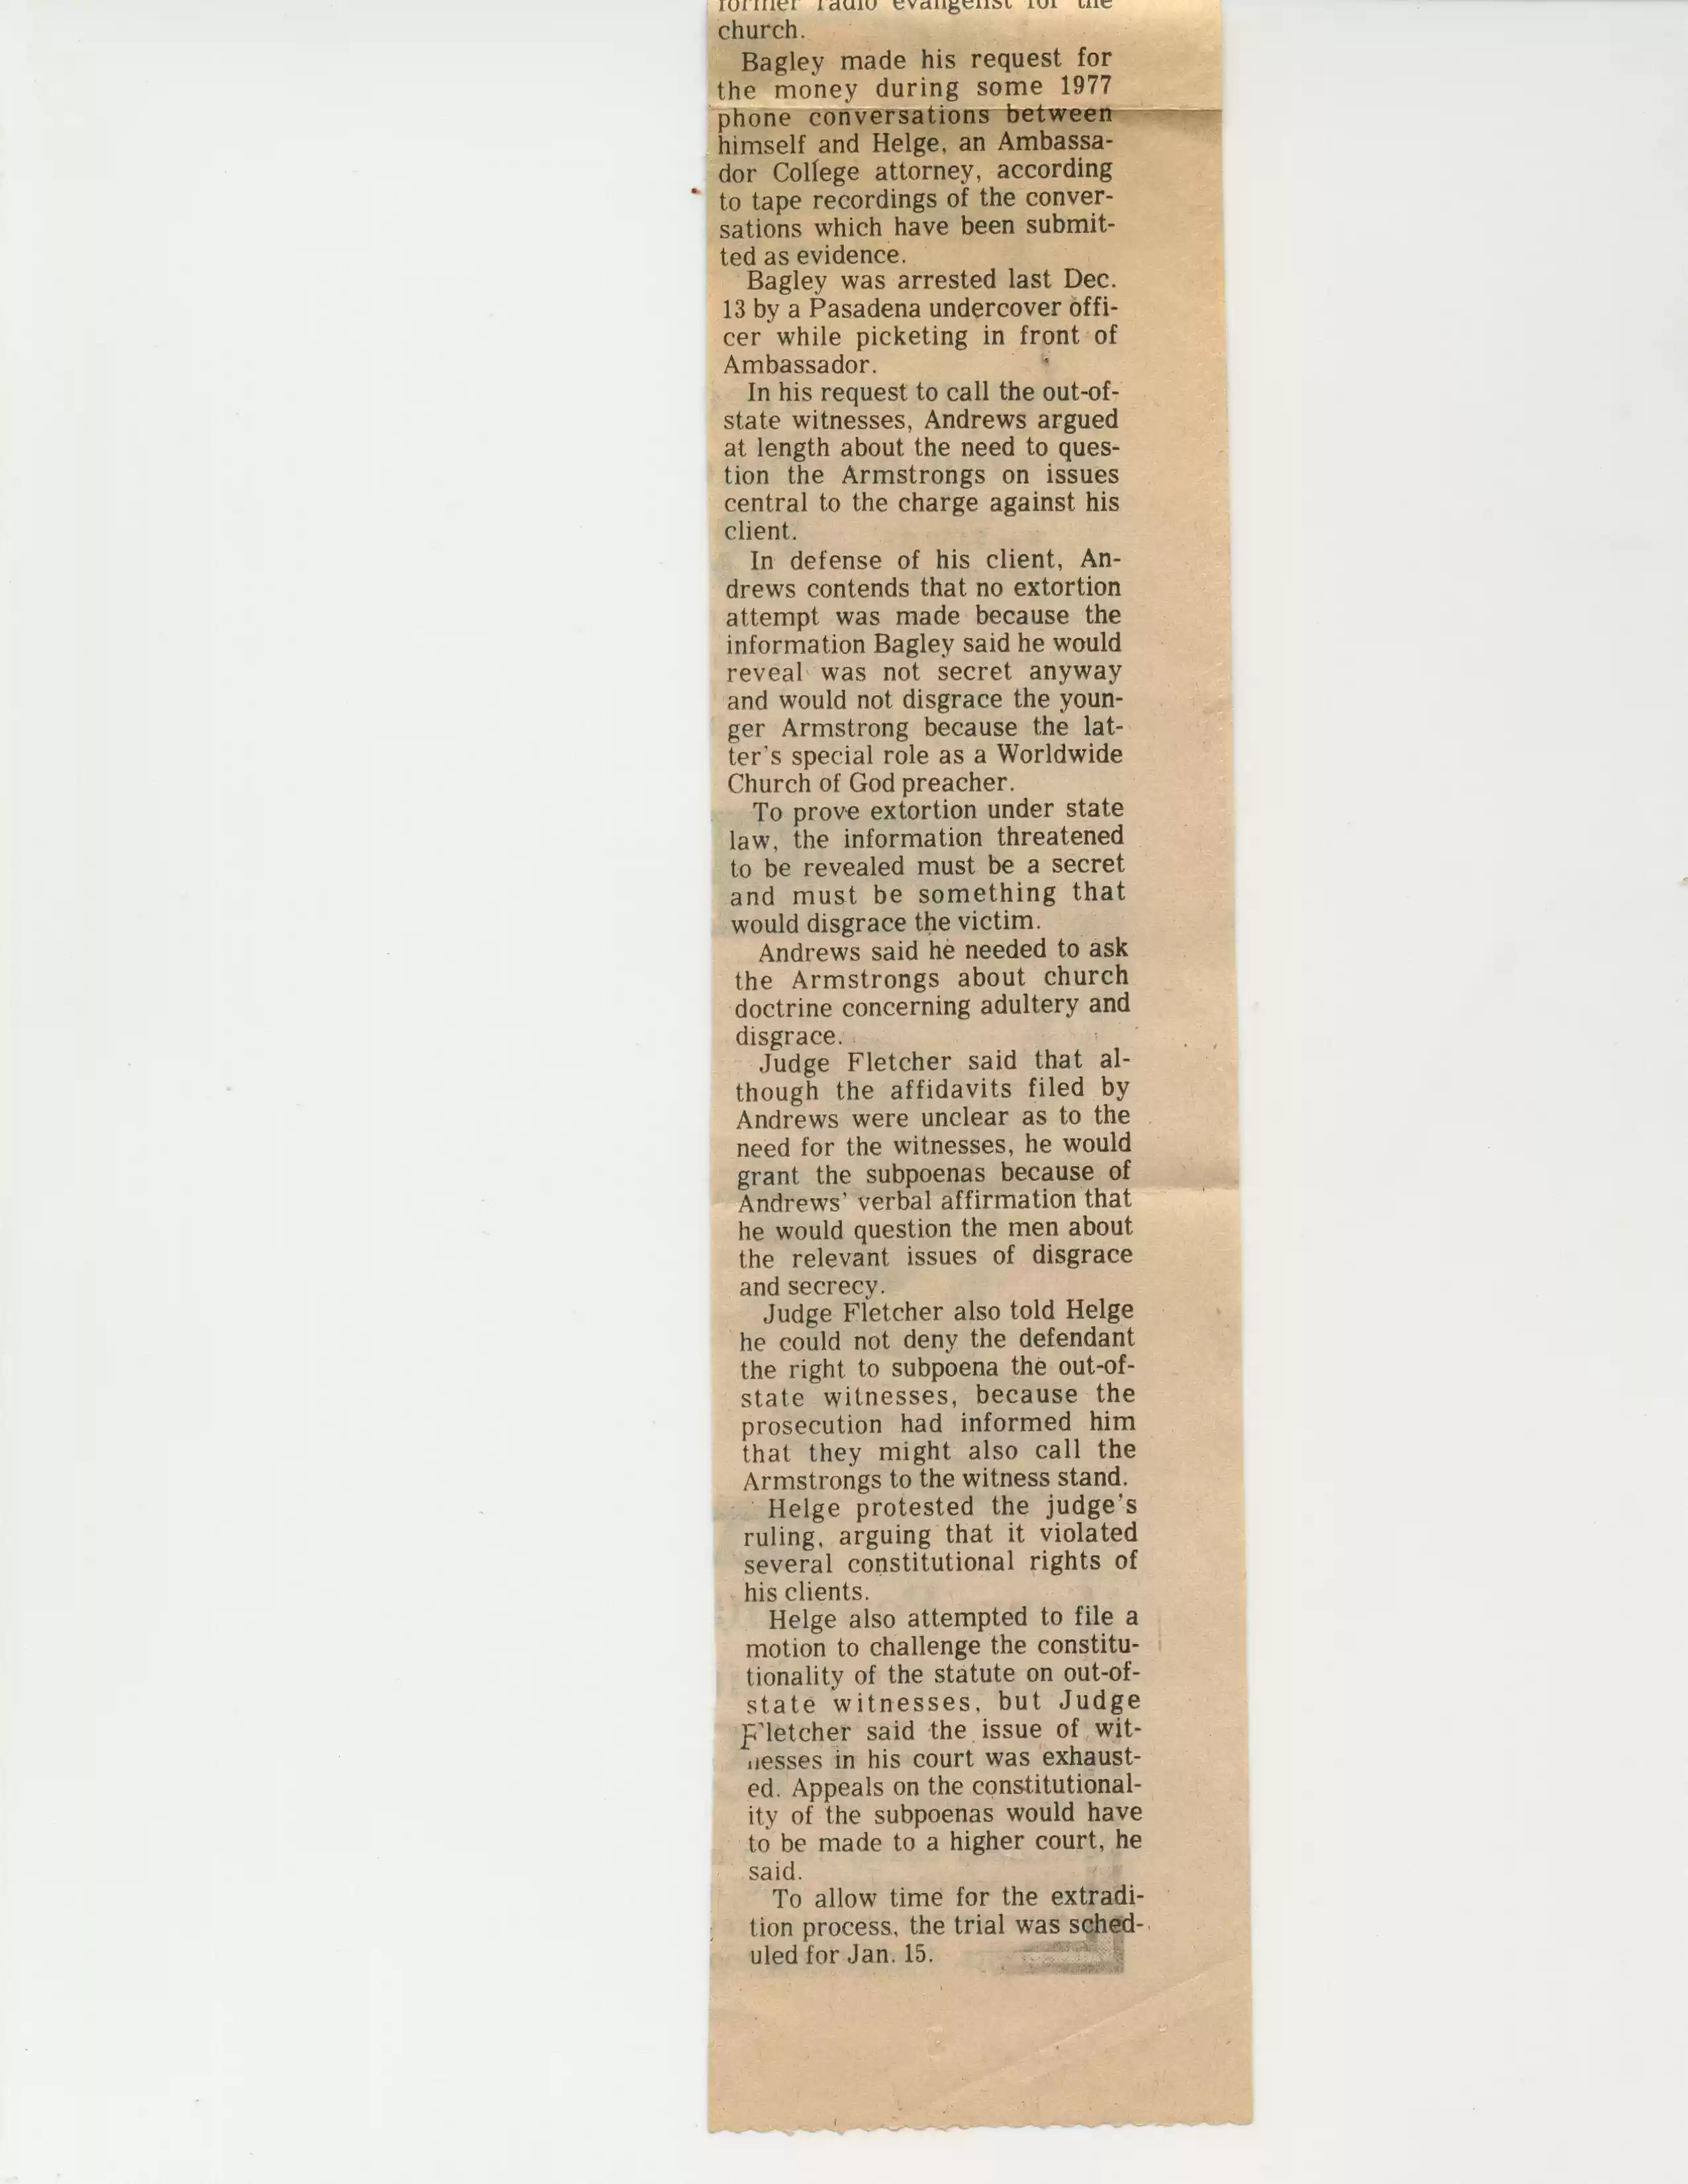 former radio evangelist for the
church.
Bagley made his request for
the money during some 1977
phone conversations between
himself and Helge, an Ambassa-
dor College attorney, according
to tape recordings of the conver-
sations which have been submit-
ted as evidence.
Bagley was arrested last Dec.
13 by a Pasadena undercover offi-
cer while picketing in front of
Ambassador.
In his request to call the out-of-
state witnesses, Andrews argued
at length about the need to ques-
tion the Armstrongs on issues
central to the charge against his
client.
In defense of his client, An-
drews contends that no extortion
attempt was made because the
information Bagley said he would
reveal was not secret anyway
and would not disgrace the youn-
ger Armstrong because the lat-
ter's special role as a Worldwide
Church of God preacher.
To prove extortion under state
law, the information threatened
to be revealed must be a secret
and must be something that
would disgrace the victim.
Andrews said he needed to ask
the Armstrongs about church
doctrine concerning adultery and
disgrace.
Judge Fletcher said that al-
though the affidavits filed by
Andrews were unclear as to the
need for the witnesses, he would
grant the subpoenas because of
Andrews' verbal affirmation that
he would question the men about
the relevant issues of disgrace
and secrecy.
Judge Fletcher also told Helge
he could not deny the defendant
the right to subpoena the out-of-
state witnesses, because the
prosecution had informed him
that they might also call the
Armstrongs to the witness stand.
Helge protested the judge's
ruling, arguing that it violated
several constitutional rights of
his clients.
Helge also attempted to file a
motion to challenge the constitu-
tionality of the statute on out-of-
state witnesses, but Judge
Fletcher said the issue of wit-
nesses in his court was exhaust-
ed. Appeals on the constitutional-
ity of the subpoenas would have
to be made to a higher court, he
said.
To allow time for the extradi-
tion process, the trial was sched-
uled for Jan. 15.